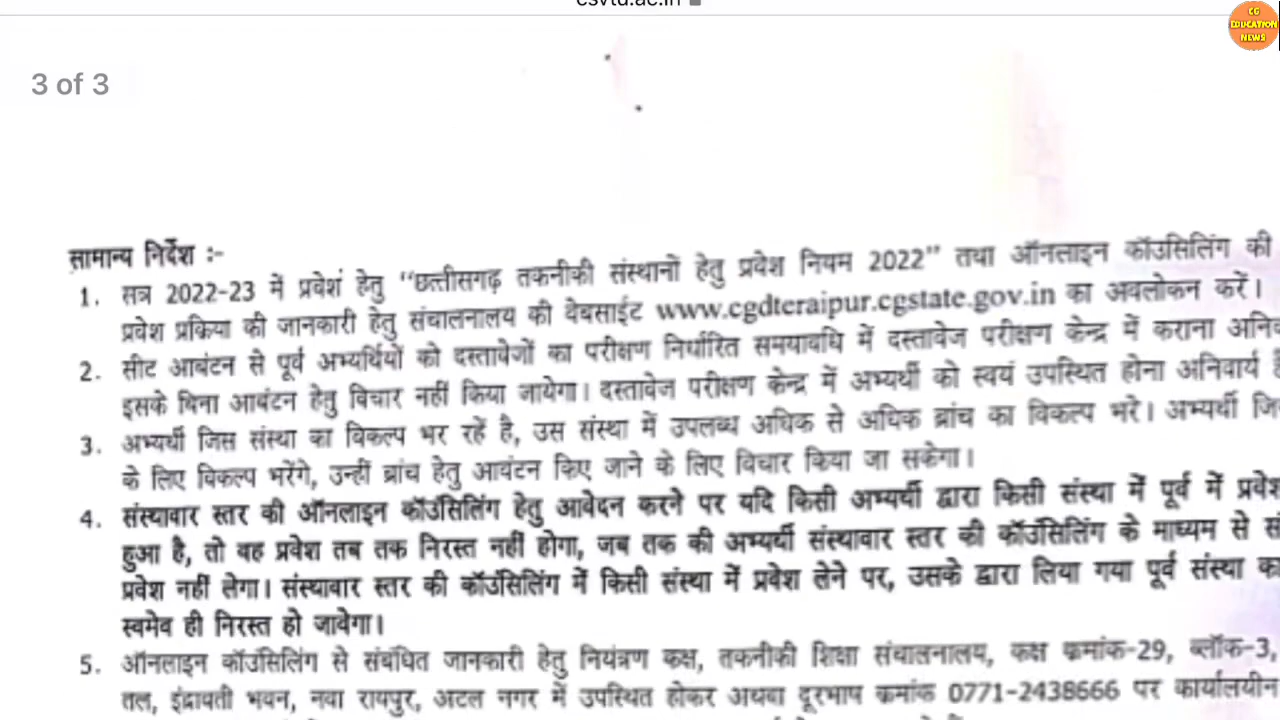 csvtu.ac.in
CG
EDUCATION
NEWS
3 of 3
सामान्य निर्देश :-
1. सत्र 2022-23 में प्रवेश हेतु "छत्तीसगढ़ तकनीकी संस्थानों हेतु प्रवेश नियम 2022" तथा ऑनलाइन कॉउंसिलिंग की
प्रवेश प्रक्रिया की जानकारी हेतु संचालनालय की वेबसाईट www.cgdteraipur.cgstate.gov.in का अवलोकन करें।
2. सीट आबंटन से पूर्व अभ्यर्थियों को दस्तावेजों का परीक्षण निर्धारित समयावधि में दस्तावेज परीक्षण केन्द्र में कराना
इसके बिना आवंटन हेतु विचार नहीं किया जायेगा। दस्तावेज परीक्षण केन्द्र में अभ्यर्थी को स्वयं उपस्थित होना अनिवार्य
3. अभ्यर्थी जिस संस्था का विकल्प भर रहें है, उस संस्था में उपलब्ध अधिक से अधिक ब्रांच का विकल्प भरे। अभ्यर्थी
के लिए विकल्प भरेंगे, उन्हीं ब्रांच हेतु आवंटन किए जाने के लिए विचार किया जा सकेगा।
4. संस्थावार स्तर की ऑनलाइन कॉउंसिलिंग हेतु आवेदन करने पर यदि किसी अभ्यर्थी द्वारा किसी संस्था में पूर्व में प्रवेश
हुआ है, तो वह प्रवेश तब तक निरस्त नहीं होगा, जब तक की अभ्यर्थी संस्थावार स्तर की कॉउंसिलिंग के माध्यम से
प्रवेश नहीं लेगा। संस्थावार स्तर की कॉउंसिलिंग में किसी संस्था में प्रवेश लेने पर, उसके द्वारा लिया गया पूर्व संस्था का
स्वमेव ही निरस्त हो जावेगा।
5. ऑनलाइन कॉउंसिलिंग से संबंधित जानकारी हेतु नियंत्रण कक्ष, तकनीकी शिक्षा संचालनालय, कक्ष क्रमांक-29, ब्लॉक-3,
तल, इंद्रावती भवन, नवा रायपुर, अटल नगर में उपस्थित होकर अथवा दूरभाष क्रमांक 0771-2438666 पर कार्यालयीन